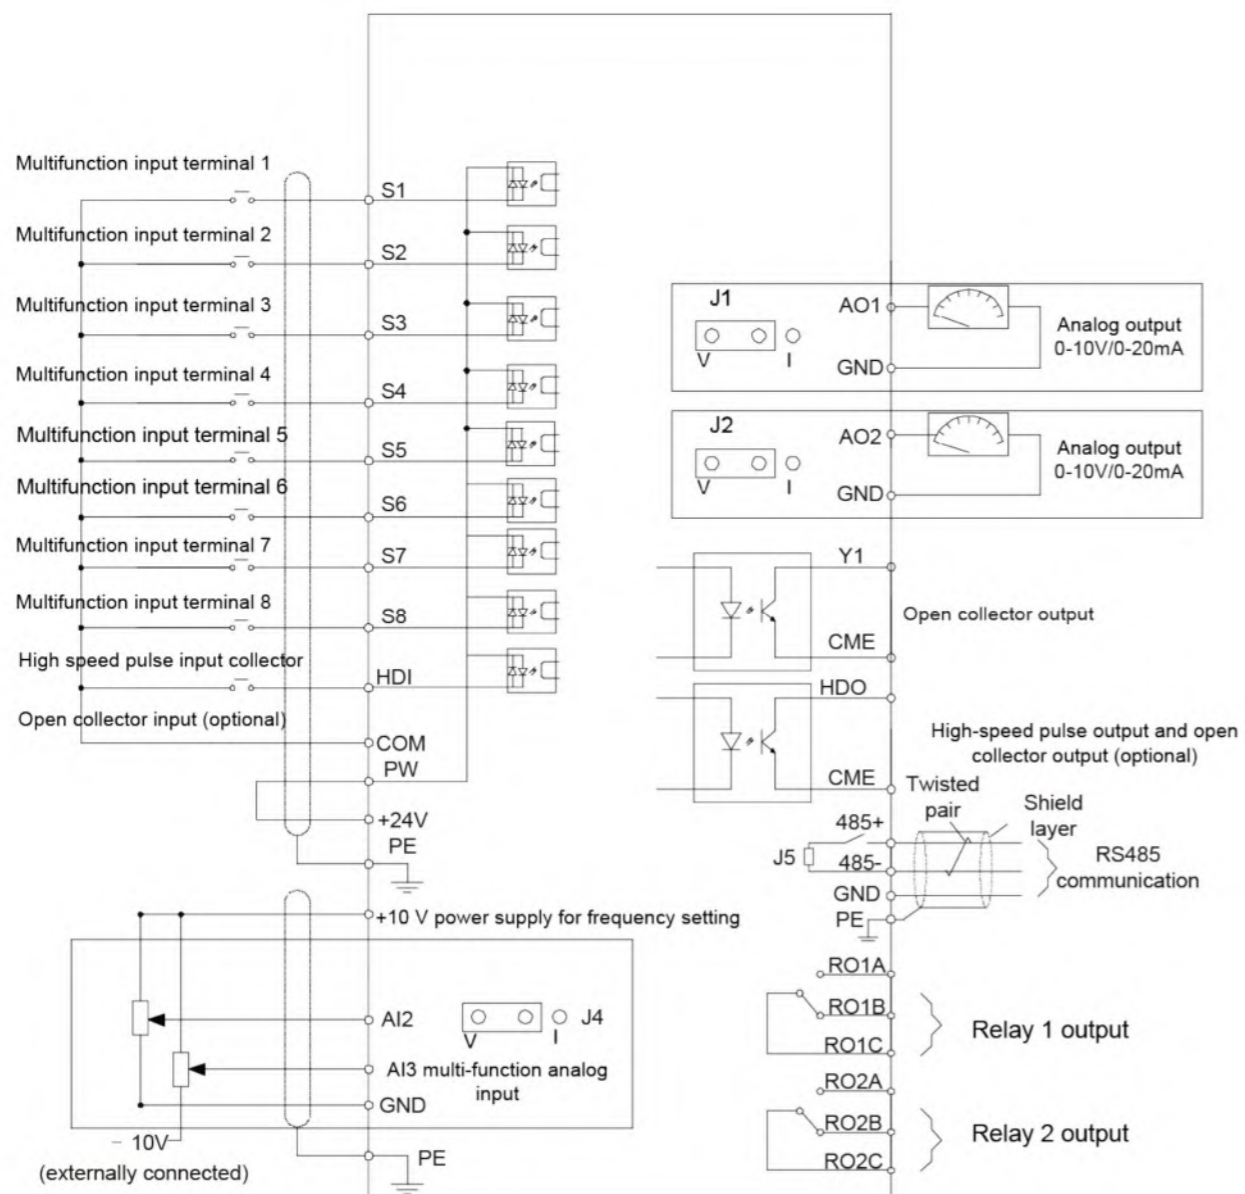 Multifunction input terminal 1
S1
Multifunction input terminal 2
S2
Multifunction input terminal 3
S3
Multifunction input terminal 4
S4
Multifunction input terminal 5
S5
Multifunction input terminal 6
S6
Multifunction input terminal 7
S7
Multifunction input terminal 8
S8
High speed pulse input collector
HDI
Open collector input (optional)
COM
PW
+24V
PE
+10 V power supply for frequency setting
AI2
V
I
J4
AI3 multi-function analog
input
GND
– 10V
(externally connected)
PE
J1
V
I
AO1
GND
Analog output
0-10V/0-20mA
J2
V
I
AO2
GND
Analog output
0-10V/0-20mA
Y1
CME
Open collector output
HDO
CME
High-speed pulse output and open
collector output (optional)
Twisted
pair
Shield
layer
485+
J5
485-
GND
PE
RS485
communication
RO1A
RO1B
RO1C
Relay 1 output
RO2A
RO2B
RO2C
Relay 2 output